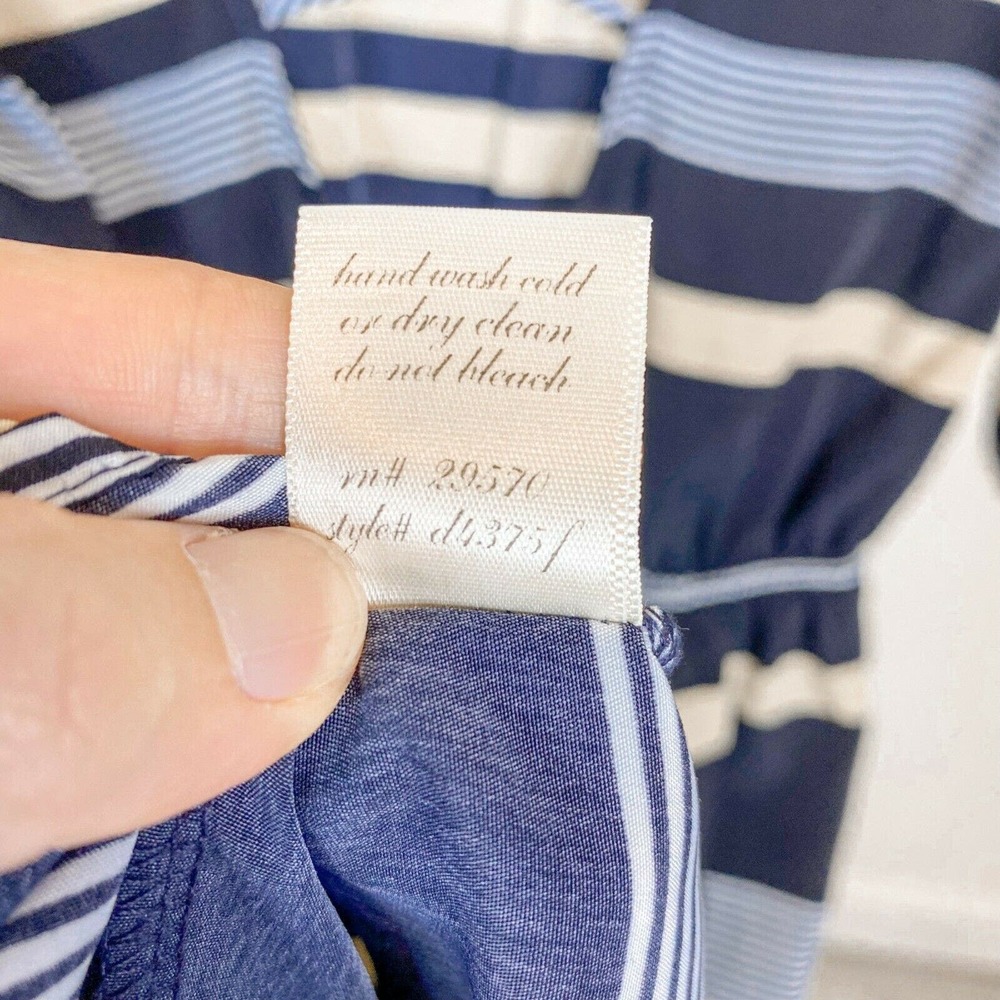 hand wash cold
or dry clean
do not bleach
rn# 29570
style# d4375f